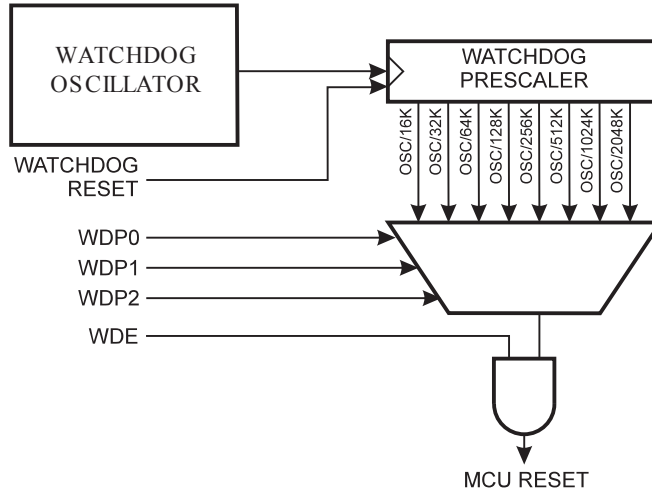 WATCHDOG
OSCILLATOR
WATCHDOG
PRESCALER
OSC/16K
OSC/32K
OSC/64K
OSC/128K
OSC/256K
OSC/512K
OSC/1024K
OSC/2048K
WATCHDOG
RESET
WDP0
WDP1
WDP2
WDE
MCU RESET